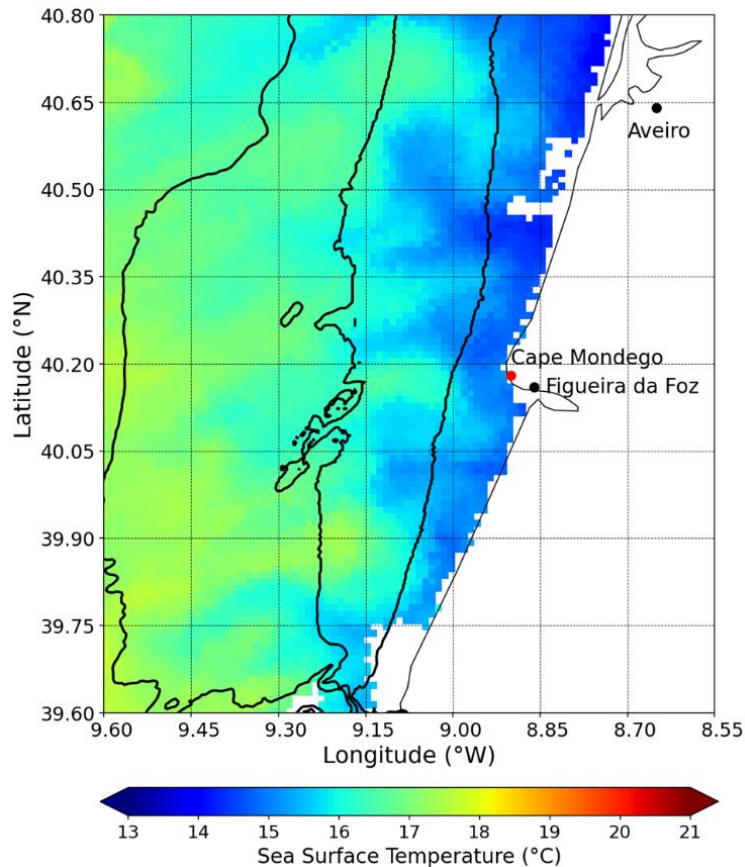 40.80
40.65
40.50
40.35
40.20
40.05
39.90
39.75
39.60
Latitude (°N)
Aveiro
Cape Mondego
Figueira da Foz
9.60 9.45 9.30 9.15 9.00 8.85 8.70 8.55
Longitude (°W)
13 14 15 16 17 18 19 20 21
Sea Surface Temperature (°C)